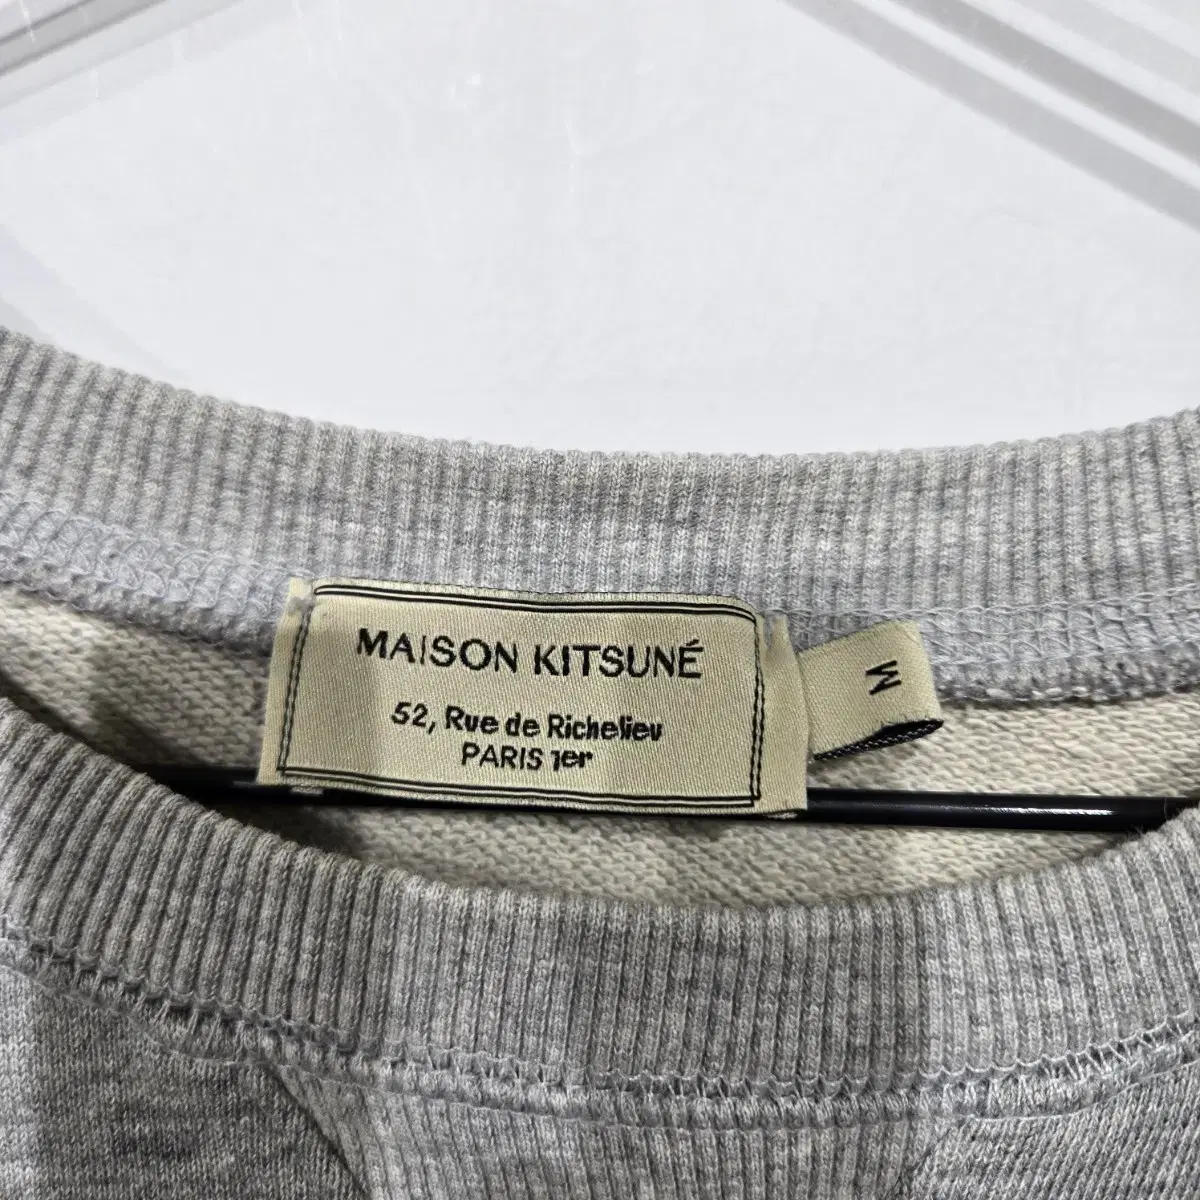 MAISON KITSUNÉ
52, Rue de Richelieu
PARIS 1er
M